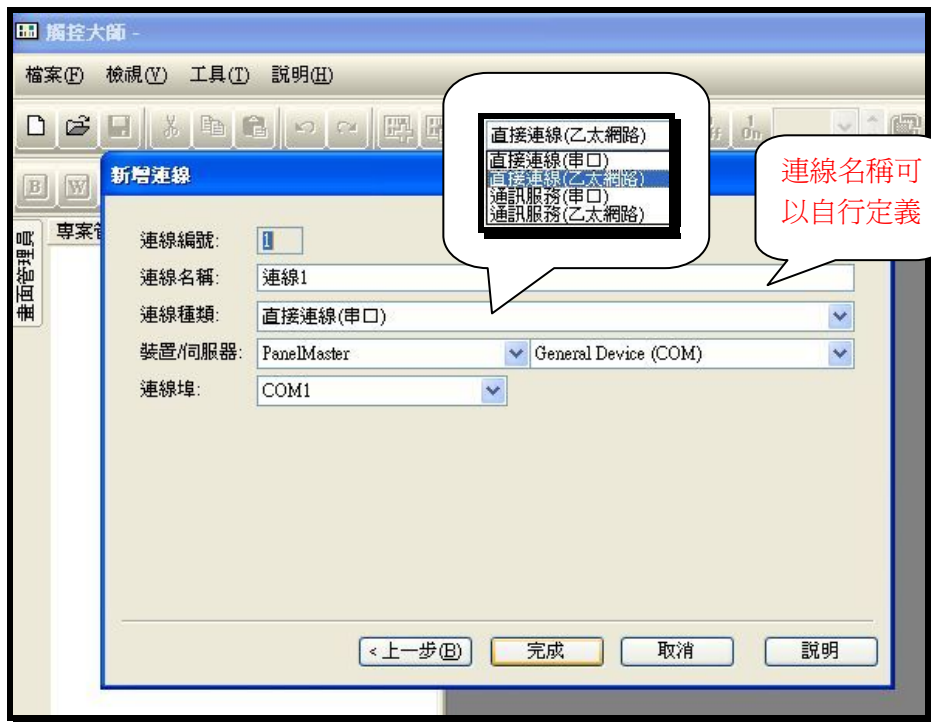 觸控大師 -
檔案(F) 檢視(V) 工具(T) 說明(H)
直接連線(乙太網路)
直接連線(串口)
直接連線(乙太網路)
通訊服務(串口)
通訊服務(乙太網路)
連線名稱可
以自行定義
B W
新增連線
畫面管理員
專案
連線編號: 1
連線名稱: 連線1
連線種類: 直接連線(串口)
裝置/伺服器: PanelMaster General Device (COM)
連線埠: COM1
<上一步(B) 完成 取消 說明